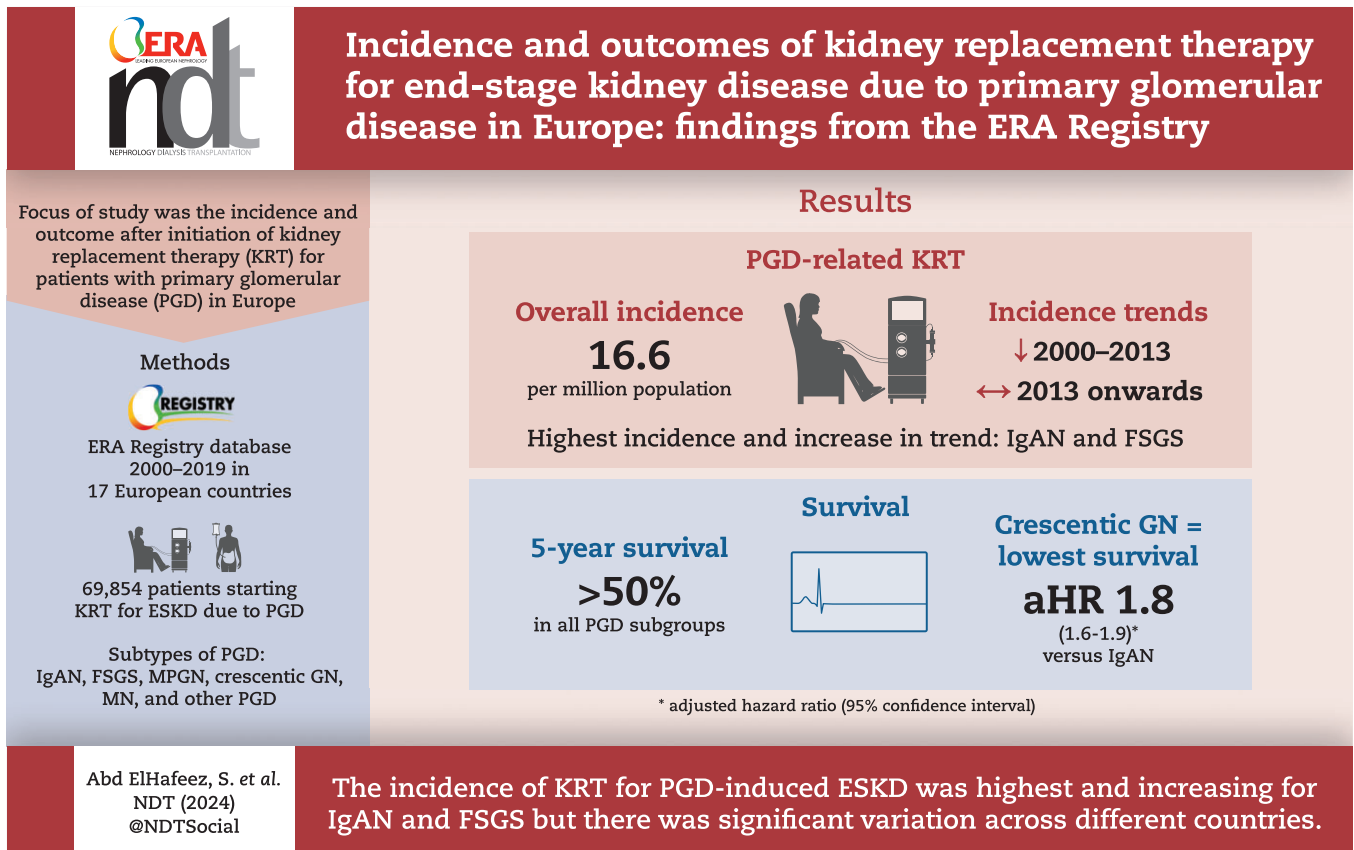 ERA
LEADING EUROPEAN NEPHROLOGY
ndt
NEPHROLOGY DIALYSIS TRANSPLANTATION
Incidence and outcomes of kidney replacement therapy
for end-stage kidney disease due to primary glomerular
disease in Europe: findings from the ERA Registry
Focus of study was the incidence and
outcome after initiation of kidney
replacement therapy (KRT) for
patients with primary glomerular
disease (PGD) in Europe
Methods
REGISTRY
ERA Registry database
2000–2019 in
17 European countries
69,854 patients starting
KRT for ESKD due to PGD
Subtypes of PGD:
IgAN, FSGS, MPGN, crescentic GN,
MN, and other PGD
Results
PGD-related KRT
Overall incidence
16.6
per million population
Incidence trends
↓ 2000–2013
↔ 2013 onwards
Highest incidence and increase in trend: IgAN and FSGS
Survival
5-year survival
>50%
in all PGD subgroups
Crescentic GN =
lowest survival
aHR 1.8
(1.6-1.9)*
versus IgAN
* adjusted hazard ratio (95% confidence interval)
Abd ElHafeez, S. et al.
NDT (2024)
@NDTSocial
The incidence of KRT for PGD-induced ESKD was highest and increasing for
IgAN and FSGS but there was significant variation across different countries.